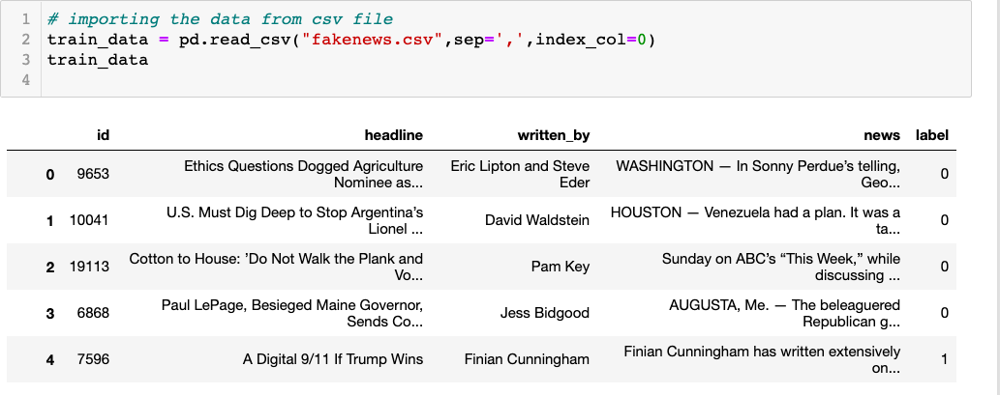 1 # importing the data from csv file
2 train_data = pd.read_csv("fakenews.csv",sep=',',index_col=0)
3 train_data
4
id headline written_by news label
0 9653 Ethics Questions Dogged Agriculture Nominee as... Eric Lipton and Steve Eder WASHINGTON — In Sonny Perdue’s telling, Geo... 0
1 10041 U.S. Must Dig Deep to Stop Argentina’s Lionel ... David Waldstein HOUSTON — Venezuela had a plan. It was a ta... 0
2 19113 Cotton to House: ’Do Not Walk the Plank and Vo... Pam Key Sunday on ABC’s “This Week,” while discussing ... 0
3 6868 Paul LePage, Besieged Maine Governor, Sends Co... Jess Bidgood AUGUSTA, Me. — The beleaguered Republican g... 0
4 7596 A Digital 9/11 If Trump Wins Finian Cunningham Finian Cunningham has written extensively on... 1